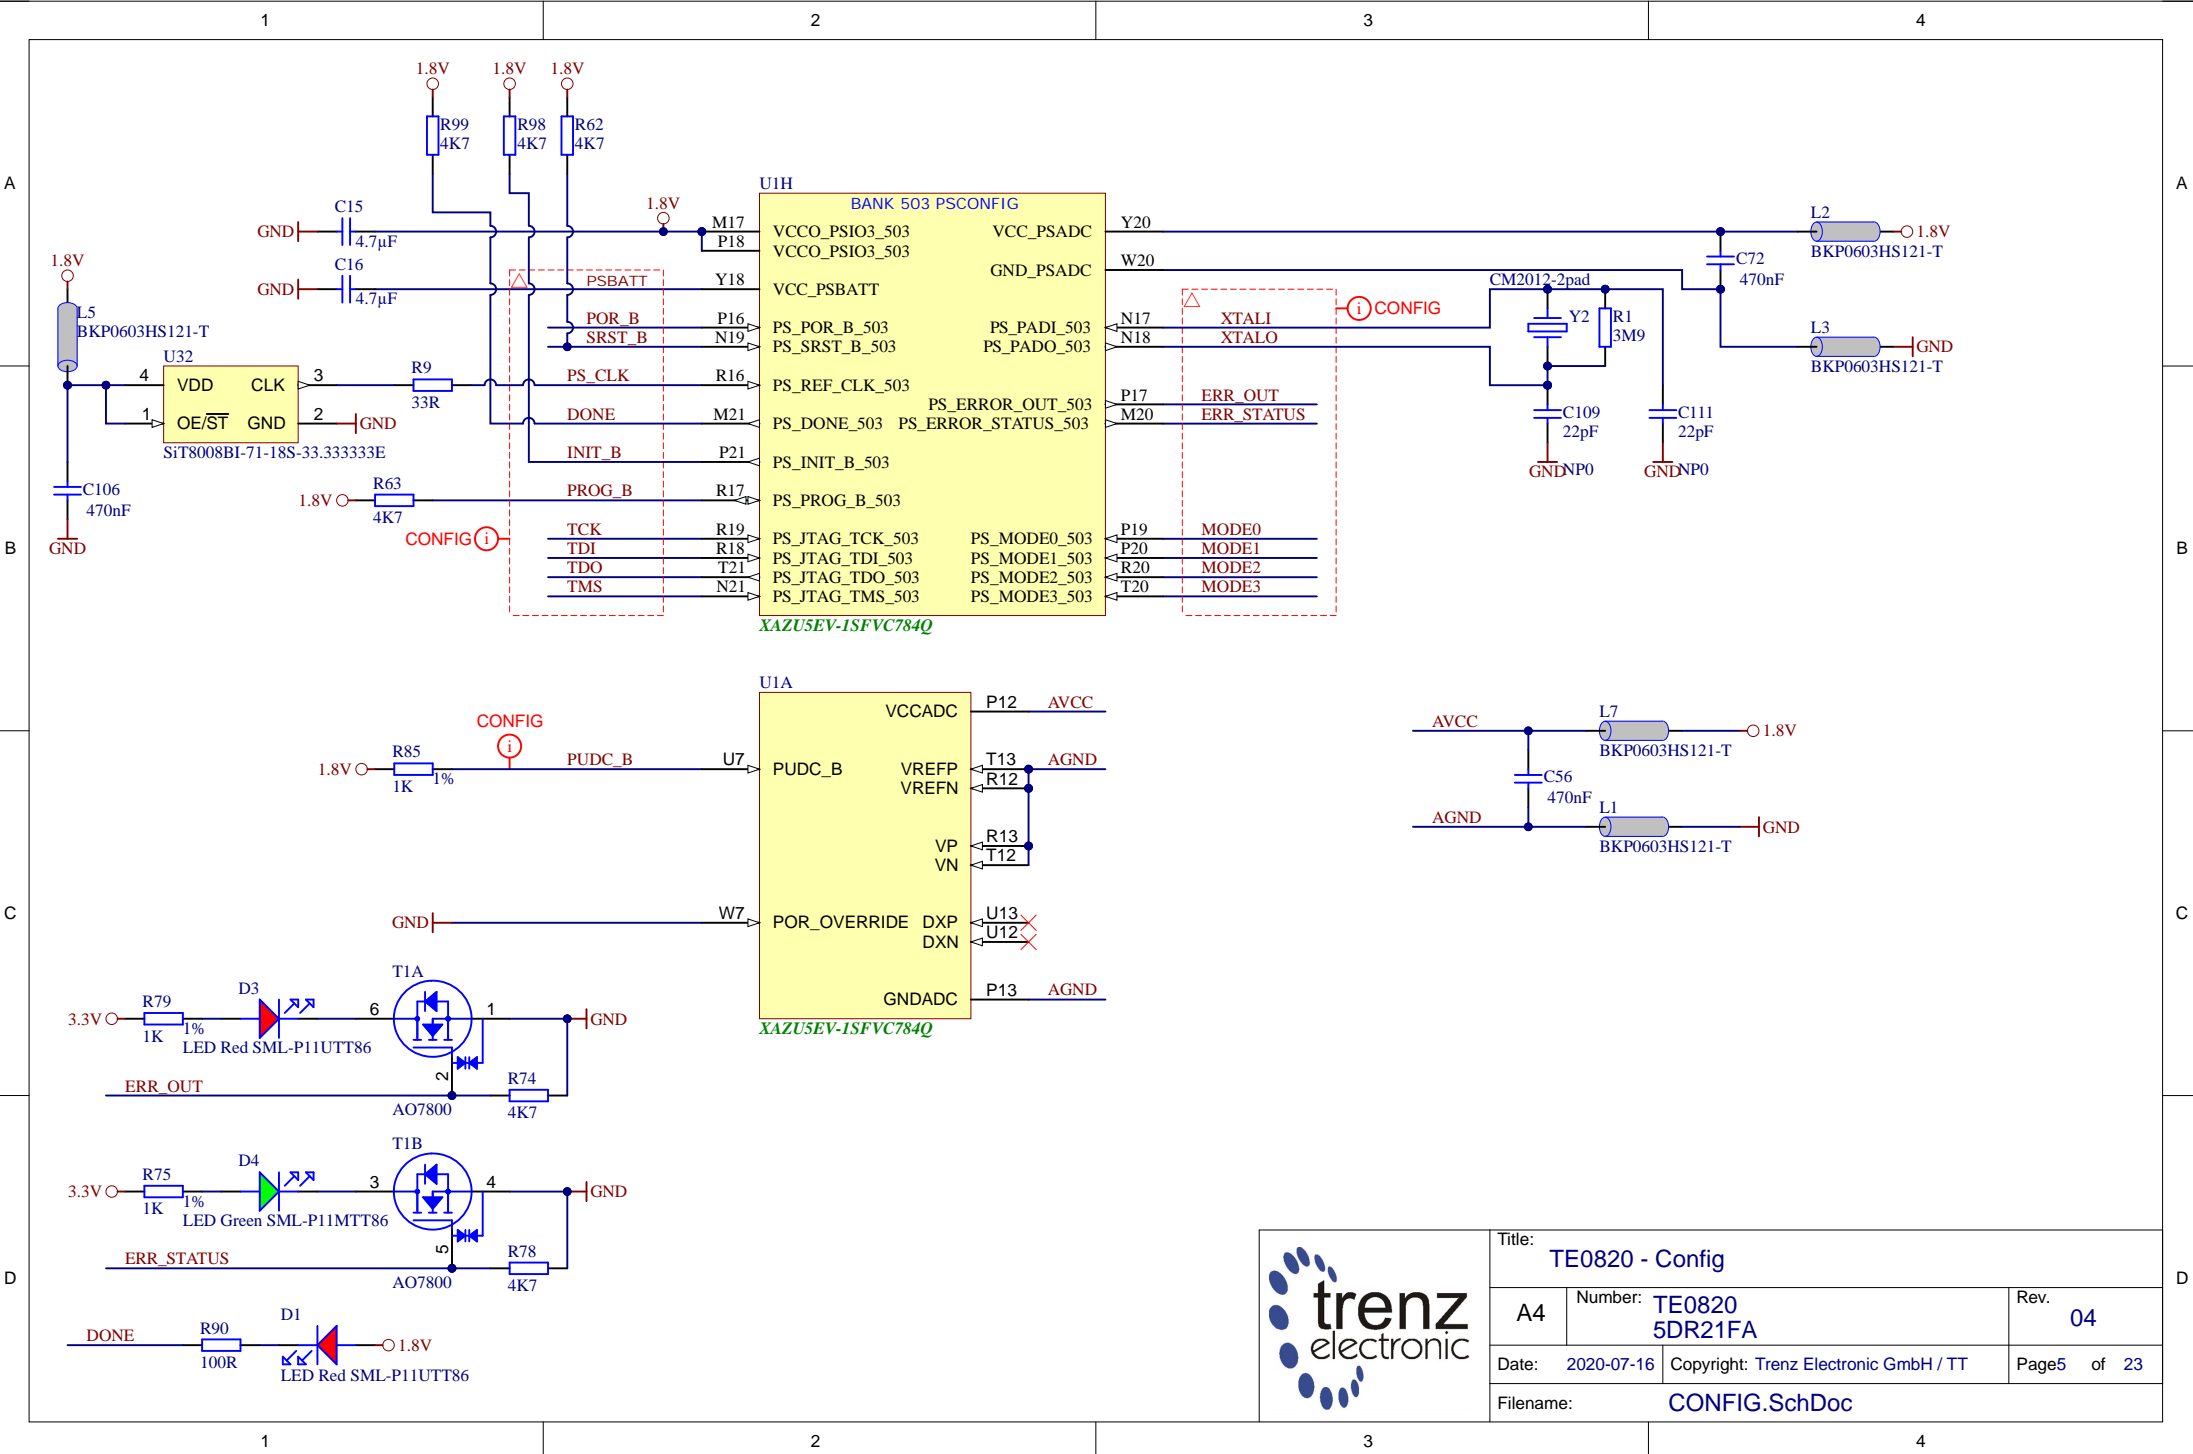 1 2 3 4
A
A
B
B
C
C
D
D
1.8V
1.8V
1.8V
R99
4K7
R98
4K7
R62
4K7
GND
C15
4.7µF
1.8V
GND
C16
4.7µF
1.8V
L5
BKP0603HS121-T
U32
4 VDD CLK 3
1 OE/ST GND 2
GND
SiT8008BI-71-18S-33.333333E
C106
470nF
GND
R9
33R
1.8V
R63
4K7
CONFIG
i
PSBATT
POR_B
SRST_B
PS_CLK
DONE
INIT_B
PROG_B
TCK
TDI
TDO
TMS
U1H
BANK 503 PSCONFIG
M17 VCCO_PSIO3_503
P18 VCCO_PSIO3_503
Y18 VCC_PSBATT
P16 PS_POR_B_503
N19 PS_SRST_B_503
R16 PS_REF_CLK_503
M21 PS_DONE_503
P21 PS_INIT_B_503
R17 PS_PROG_B_503
R19 PS_JTAG_TCK_503
R18 PS_JTAG_TDI_503
T21 PS_JTAG_TDO_503
N21 PS_JTAG_TMS_503
VCC_PSADC Y20
GND_PSADC W20
PS_PADI_503 N17 XTALI
PS_PADO_503 N18 XTALO
PS_ERROR_OUT_503 P17 ERR_OUT
PS_ERROR_STATUS_503 M20 ERR_STATUS
PS_MODE0_503 P19 MODE0
PS_MODE1_503 P20 MODE1
PS_MODE2_503 R20 MODE2
PS_MODE3_503 T20 MODE3
XAZU5EV-1SFVC784Q
i CONFIG
CM2012-2pad
Y2
R1
3M9
C109
22pF
GND NP0
C111
22pF
GND NP0
L2
1.8V
BKP0603HS121-T
C72
470nF
L3
GND
BKP0603HS121-T
U1A
CONFIG
i
1.8V
R85
1K
1%
PUDC_B
U7 PUDC_B
GND
W7 POR_OVERRIDE
VCCADC P12 AVCC
VREFP T13 AGND
VREFN R12
VP R13
VN T12
DXP U13
DXN U12
GNDADC P13 AGND
XAZU5EV-1SFVC784Q
AVCC
L7
1.8V
BKP0603HS121-T
C56
470nF
AGND
L1
GND
BKP0603HS121-T
3.3V
R79
1K
1%
D3
LED Red SML-P11UTT86
T1A
6
1
2
GND
ERR_OUT
AO7800
R74
4K7
3.3V
R75
1K
1%
D4
LED Green SML-P11MTT86
T1B
3
4
5
GND
ERR_STATUS
AO7800
R78
4K7
DONE
R90
100R
D1
1.8V
LED Red SML-P11UTT86
trenz
electronic
Title:
TE0820 - Config
A4
Number: TE0820
5DR21FA
Rev.
04
Date: 2020-07-16
Copyright: Trenz Electronic GmbH / TT
Page5 of 23
Filename: CONFIG.SchDoc
1 2 3 4